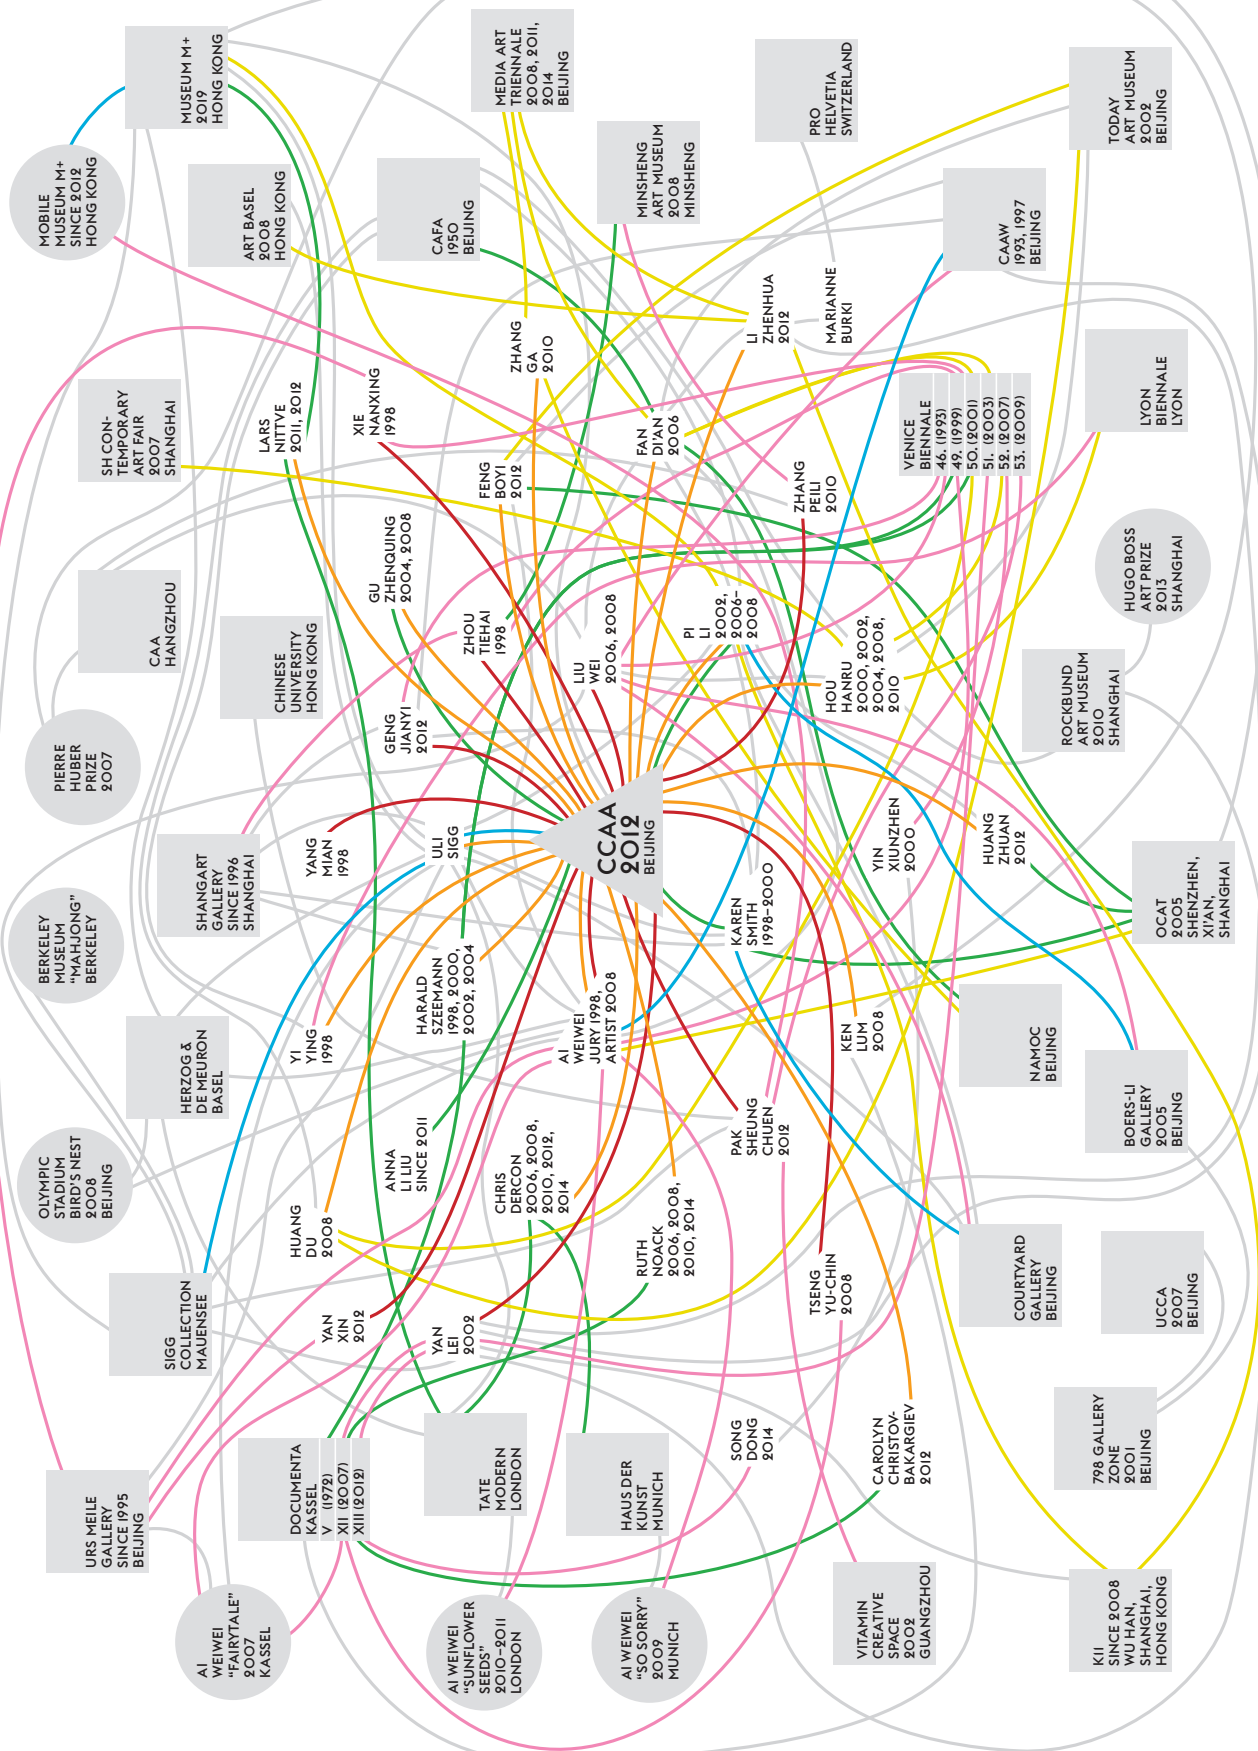 MOBILE
MUSEUM M+
SINCE 2012
HONG KONG
MUSEUM M+
2019
HONG KONG
MEDIA ART
TRIENNALE
2008, 2011,
2014
BEIJING
PRO
HELVETIA
SWITZERLAND
TODAY
ART MUSEUM
2002
BEIJING
ART BASEL
2008
HONG KONG
CAFA
1950
BEIJING
MINSHENG
ART MUSEUM
2008
MINSHENG
CAAW
1993, 1997
BEIJING
SH CON-
TEMPORARY
ART FAIR
2007
SHANGHAI
LARS
NITTVE
2011, 2012
XIE
NANXING
1998
ZHANG
GA
2010
LI
ZHENHUA
2012
MARIANNE
BURKI
FENG
BOYI
2012
FAN
DI'AN
2006
ZHANG
PEILI
2010
VENICE
BIENNALE
46. (1993)
49. (1999)
50. (2001)
51. (2003)
52. (2007)
53. (2009)
LYON
BIENNALE
LYON
CAA
HANGZHOU
CHINESE
UNIVERSITY
HONG KONG
GU
ZHENQUING
2004, 2008
ZHOU
TIEHAI
1998
LIU
WEI
2006, 2008
PI
LI
2002,
2006–
2008
HOU
HANRU
2000, 2002,
2004, 2008,
2010
HUGO BOSS
ART PRIZE
2013
SHANGHAI
ROCKBUND
ART MUSEUM
2010
SHANGHAI
PIERRE
HUBER
PRIZE
2007
GENG
JIANYI
2012
SHANGART
GALLERY
SINCE 1996
SHANGHAI
YANG
MIAN
1998
ULI
SIGG
CCAA
2012
BEIJING
YIN
XIUNZHEN
2000
HUANG
ZHUAN
2012
OCAT
2005
SHENZHEN,
XI'AN,
SHANGHAI
BERKELEY
MUSEUM
"MAHJONG"
BERKELEY
HERZOG &
DE MEURON
BASEL
YI
YING
1998
HARALD
SZEEMANN
1998, 2000,
2002, 2004
AI
WEIWEI
JURY 1998,
ARTIST 2008
KAREN
SMITH
1998–2000
KEN
LUM
2008
NAMOC
BEIJING
BOERS-LI
GALLERY
2005
BEIJING
OLYMPIC
STADIUM
BIRD'S NEST
2008
BEIJING
ANNA
LI LIU
SINCE 2011
CHRIS
DERCON
2006, 2008,
2010, 2012,
2014
PAK
SHEUNG
CHUEN
2012
HUANG
DU
2008
RUTH
NOACK
2006, 2008,
2010, 2014
TSENG
YU-CHIN
2008
COURTYARD
GALLERY
BEIJING
UCCA
2007
BEIJING
SIGG
COLLECTION
MAUENSEE
YAN
XIN
2012
YAN
LEI
2002
SONG
DONG
2014
CAROLYN
CHRISTOV-
BAKARGIEV
2012
798 GALLERY
ZONE
2001
BEIJING
URS MEILE
GALLERY
SINCE 1995
BEIJING
DOCUMENTA
KASSEL
V (1972)
XII (2007)
XIII (2012)
TATE
MODERN
LONDON
HAUS DER
KUNST
MUNICH
AI
WEIWEI
"FAIRYTALE"
2007
KASSEL
AI WEIWEI
"SUNFLOWER
SEEDS"
2010–2011
LONDON
AI WEIWEI
"SO SORRY"
2009
MUNICH
VITAMIN
CREATIVE
SPACE
2002
GUANGZHOU
K11
SINCE 2008
WU HAN,
SHANGHAI,
HONG KONG